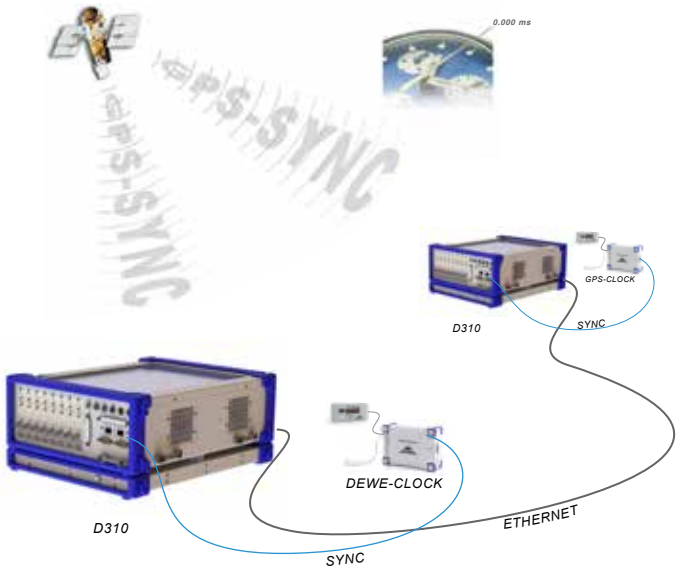 0.000 ms
GPS-SYNC
GPS-SYNC
GPS-CLOCK
SYNC
D310
DEWE-CLOCK
D310
ETHERNET
SYNC